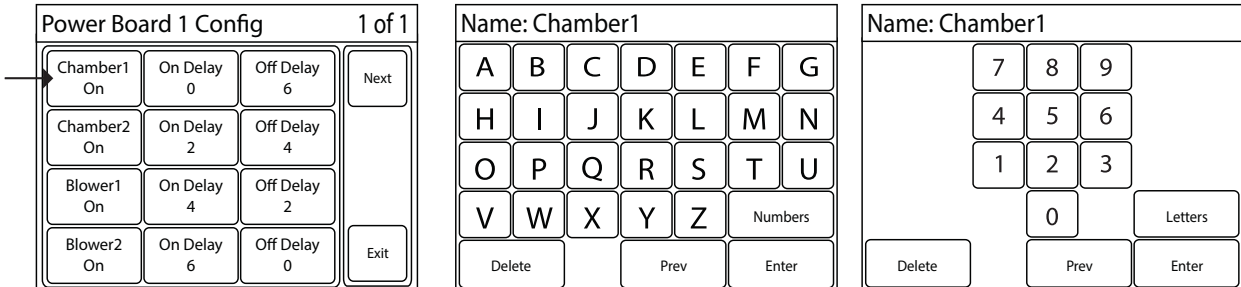 Power Board 1 Config 1 of 1
Chamber1 On Delay Off Delay Next
On 0 6
Chamber2 On Delay Off Delay
On 2 4
Blower1 On Delay Off Delay
On 4 2
Blower2 On Delay Off Delay Exit
On 6 0
Name: Chamber1
A B C D E F G
H I J K L M N
O P Q R S T U
V W X Y Z Numbers
Delete Prev Enter
Name: Chamber1
7 8 9
4 5 6
1 2 3
0 Letters
Delete Prev Enter